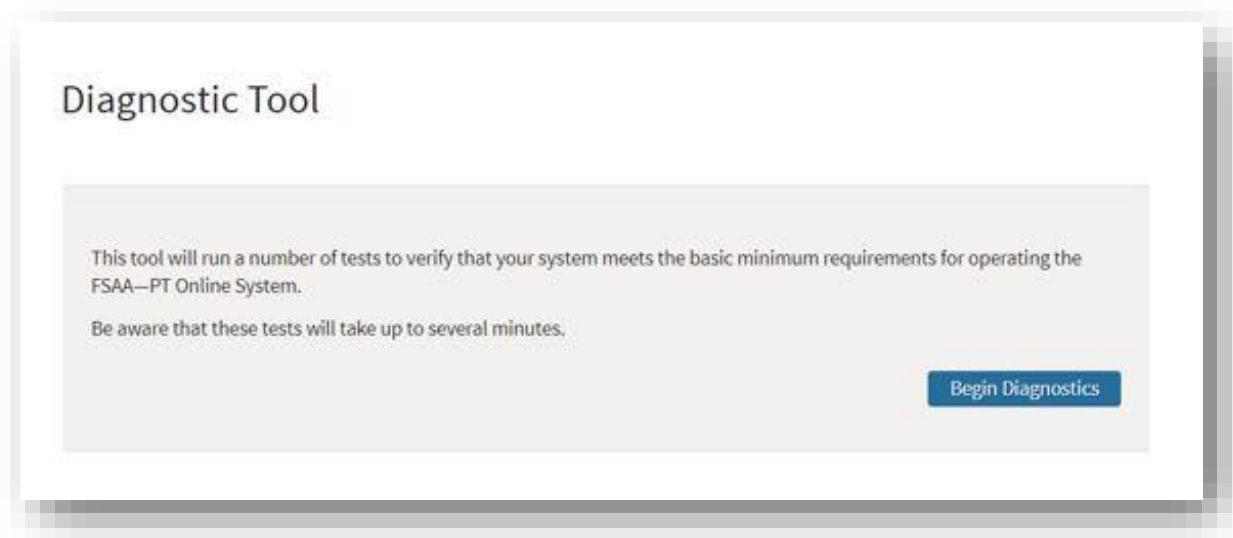 Diagnostic Tool
This tool will run a number of tests to verify that your system meets the basic minimum requirements for operating the
FSAA—PT Online System.
Be aware that these tests will take up to several minutes.
Begin Diagnostics